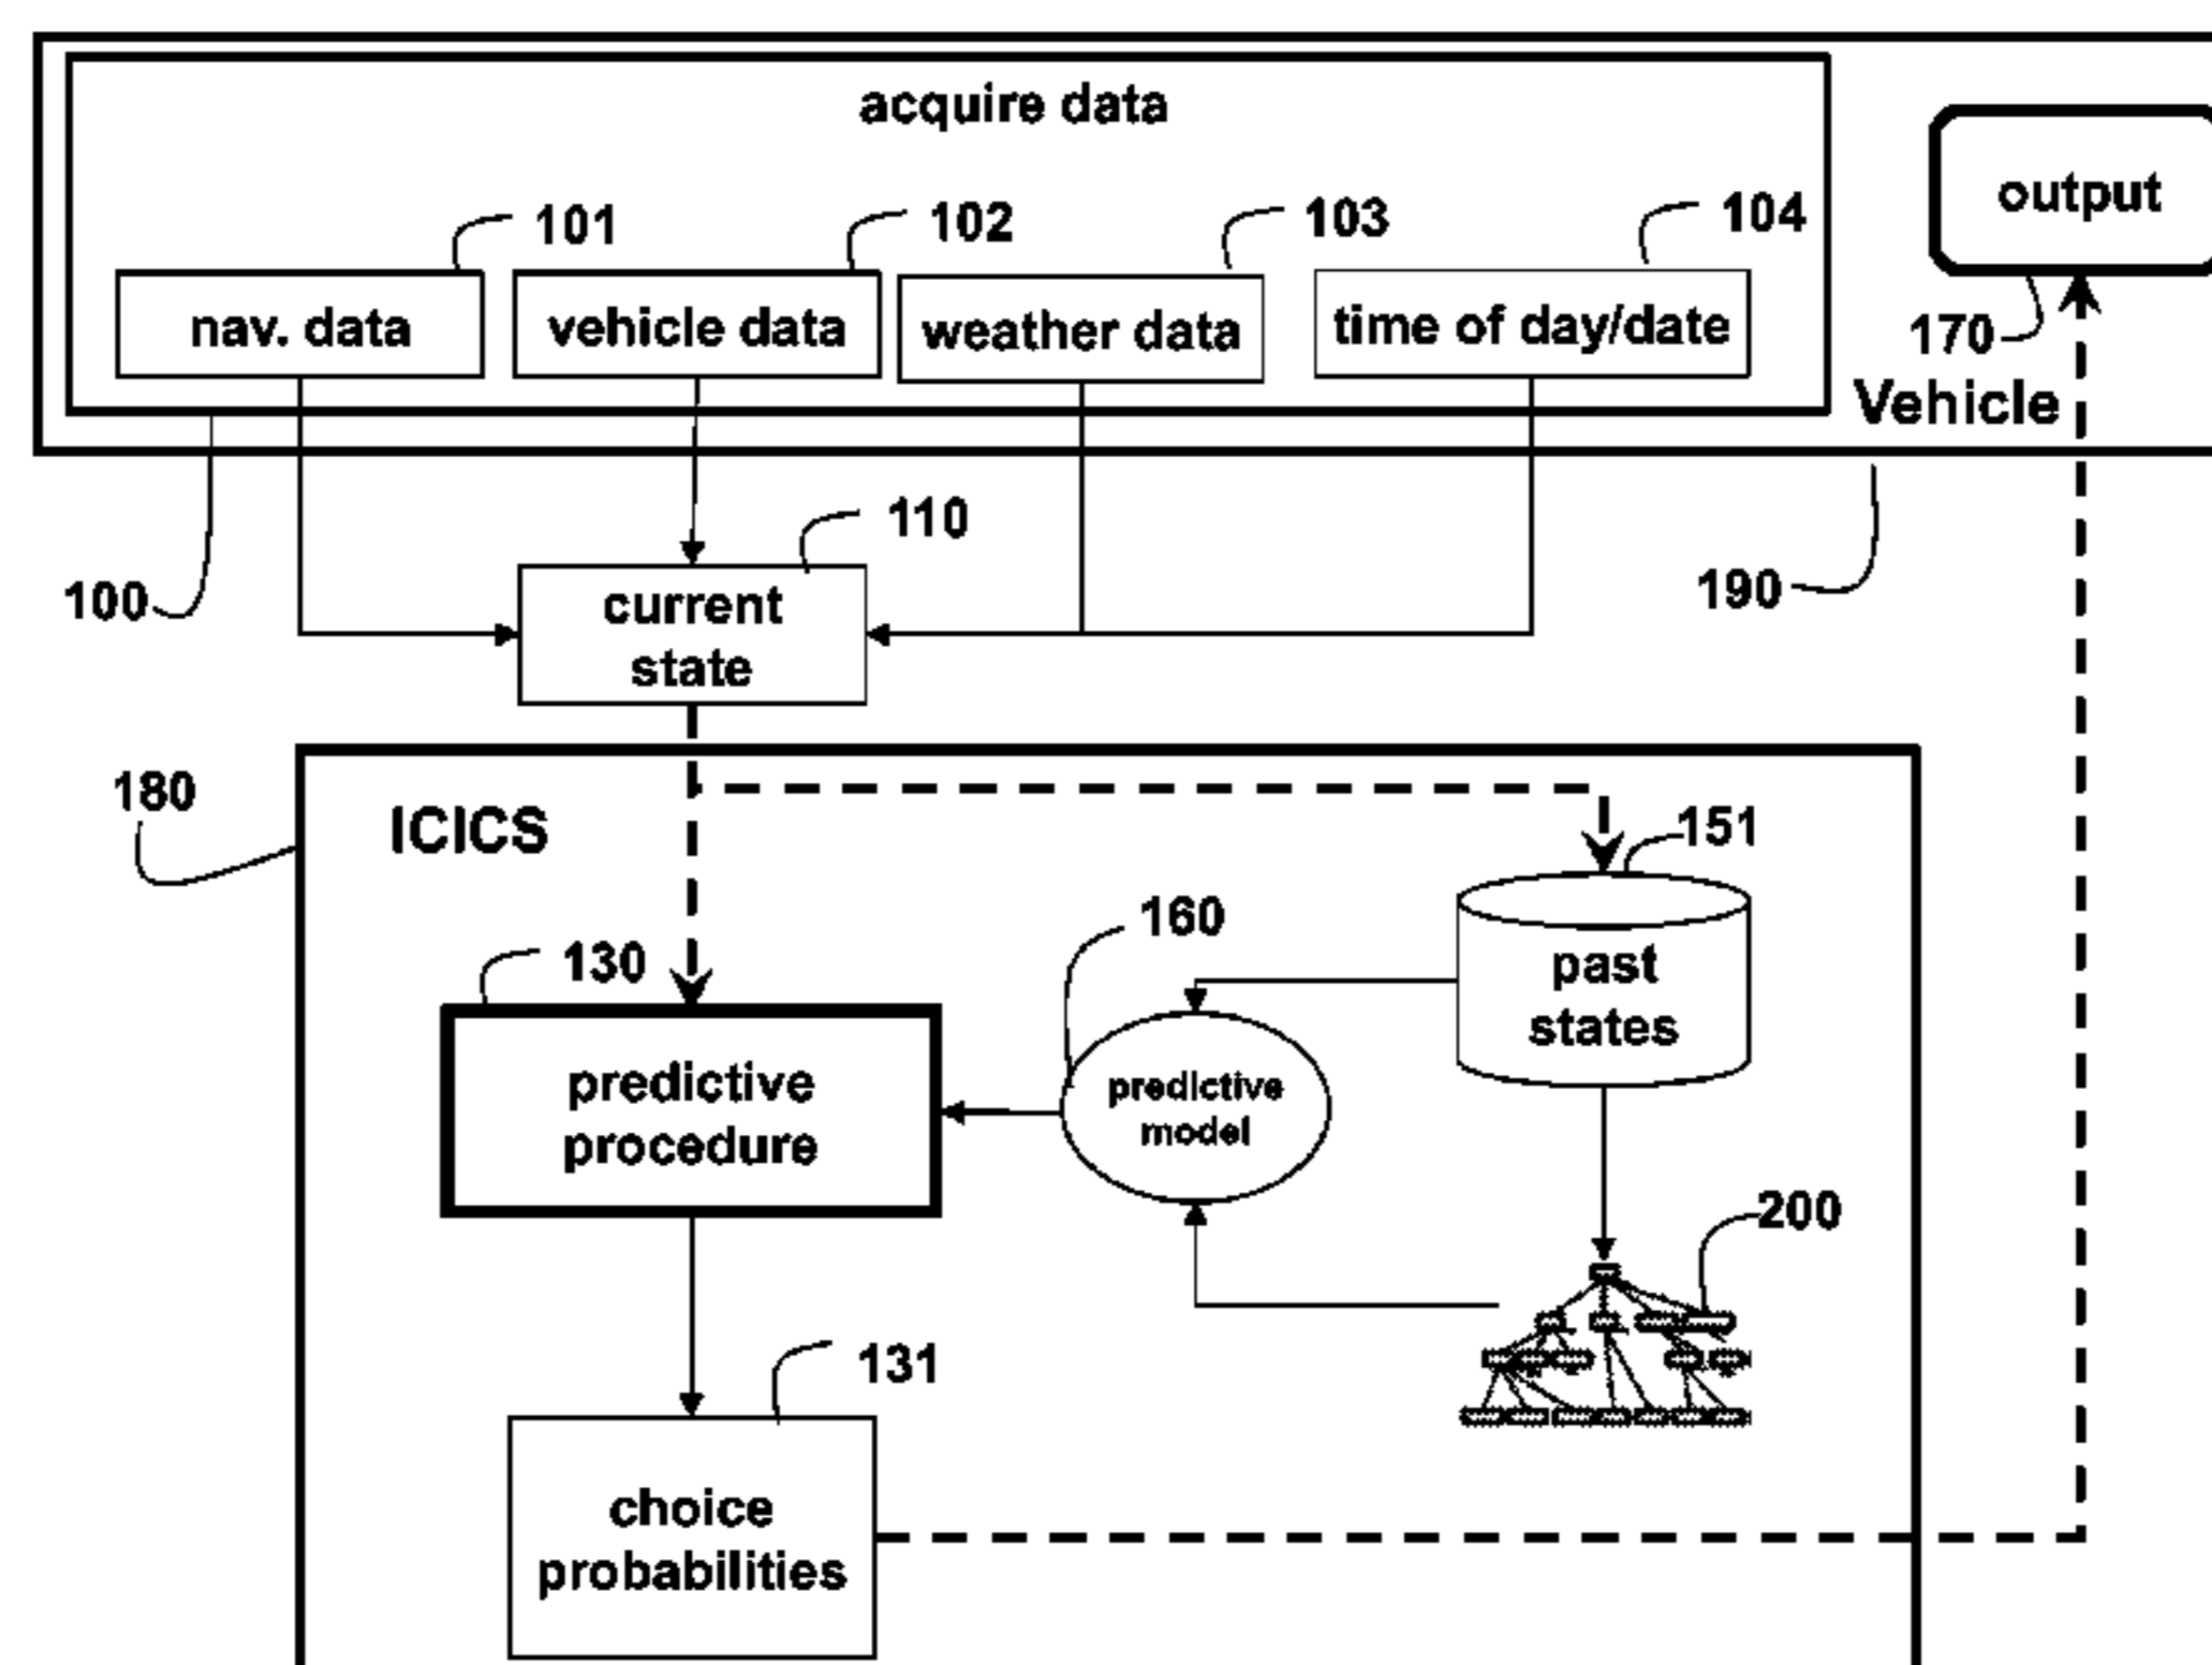 acquire data
output
101
102
103
104
nav. data
vehicle data
weather data
time of day/date
170
Vehicle
110
100
current
state
190
180
ICICS
151
160
130
past
states
predictive
procedure
predictive
model
200
131
choice
probabilities